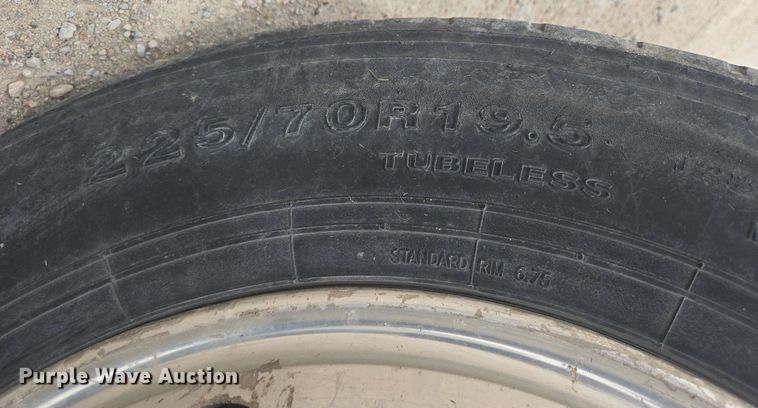 225/70R19.5
TUBELESS
STANDARD RIM 6.75
Purple Wave Auction